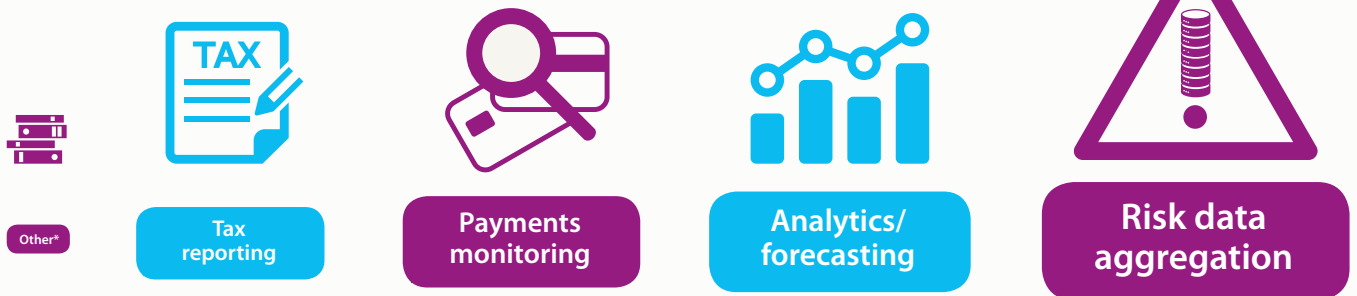 TAX
Other*
Tax
reporting
Payments
monitoring
Analytics/
forecasting
Risk data
aggregation